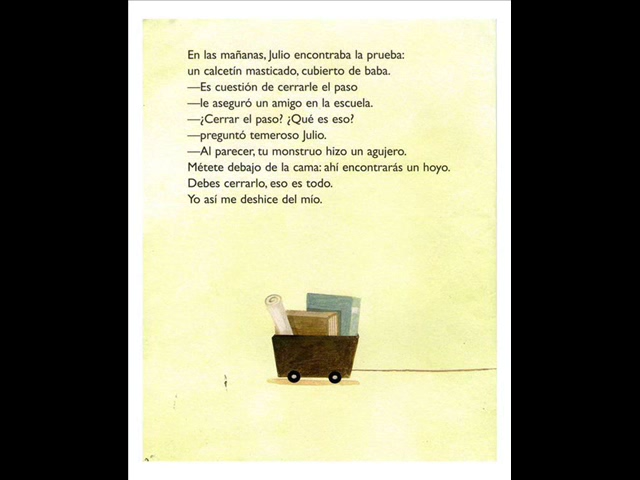 En las mañanas, Julio encontraba la prueba:
un calcetín masticado, cubierto de baba.
—Es cuestión de cerrarle el paso
—le aseguró un amigo en la escuela.
—¿Cerrar el paso? ¿Qué es eso?
—preguntó temeroso Julio.
—Al parecer, tu monstruo hizo un agujero.
Métete debajo de la cama: ahí encontrarás un hoyo.
Debes cerrarlo, eso es todo.
Yo así me deshice del mío.